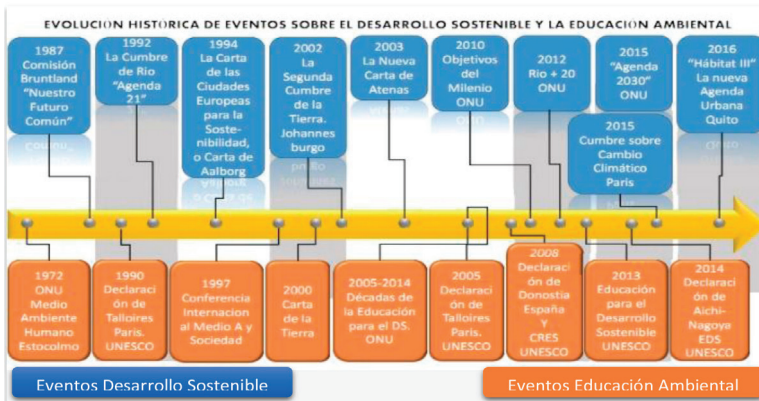 EVOLUCIÓN HISTÓRICA DE EVENTOS SOBRE EL DESARROLLO SOSTENIBLE Y LA EDUCACIÓN AMBIENTAL
1987
Comisión
Bruntland
"Nuestro
Futuro
Común"
1992
La Cumbre
de Rio
"Agenda
21"
1994
La Carta
de las
Ciudades
Europeas
para la
Soste-
nibilidad,
o Carta de
Aalborg
2002
La
Segunda
Cumbre
de la
Tierra.
Johannes
burgo
2003
La Nueva
Carta de
Atenas
2010
Objetivos
del
Milenio
ONU
2012
Rio + 20
ONU
2015
"Agenda
2030"
ONU
2015
Cumbre sobre
Cambio
Climático
Paris
2016
"Hábitat III"
La nueva
Agenda
Urbana
Quito
1972
ONU
Medio
Ambiente
Humano
Estocolmo
1990
Declaraci
ón de
Talloires
Paris.
UNESCO
1997
Conferencia
Internacion
al Medio A y
Sociedad
2000
Carta
de la
Tierra
2005-2014
Décadas de
la Educación
para el DS.
ONU
2005
Declaraci
ón de
Talloires
Paris.
UNESCO
2008
Declaraci
ón de
Donostia
España
Y
CRES
UNESCO
2013
Educación
para el
Desarrollo
Sostenible
UNESCO
2014
Declaraci
ón de
Aichi-
Nagoya
EDS
UNESCO
Eventos Desarrollo Sostenible
Eventos Educación Ambiental